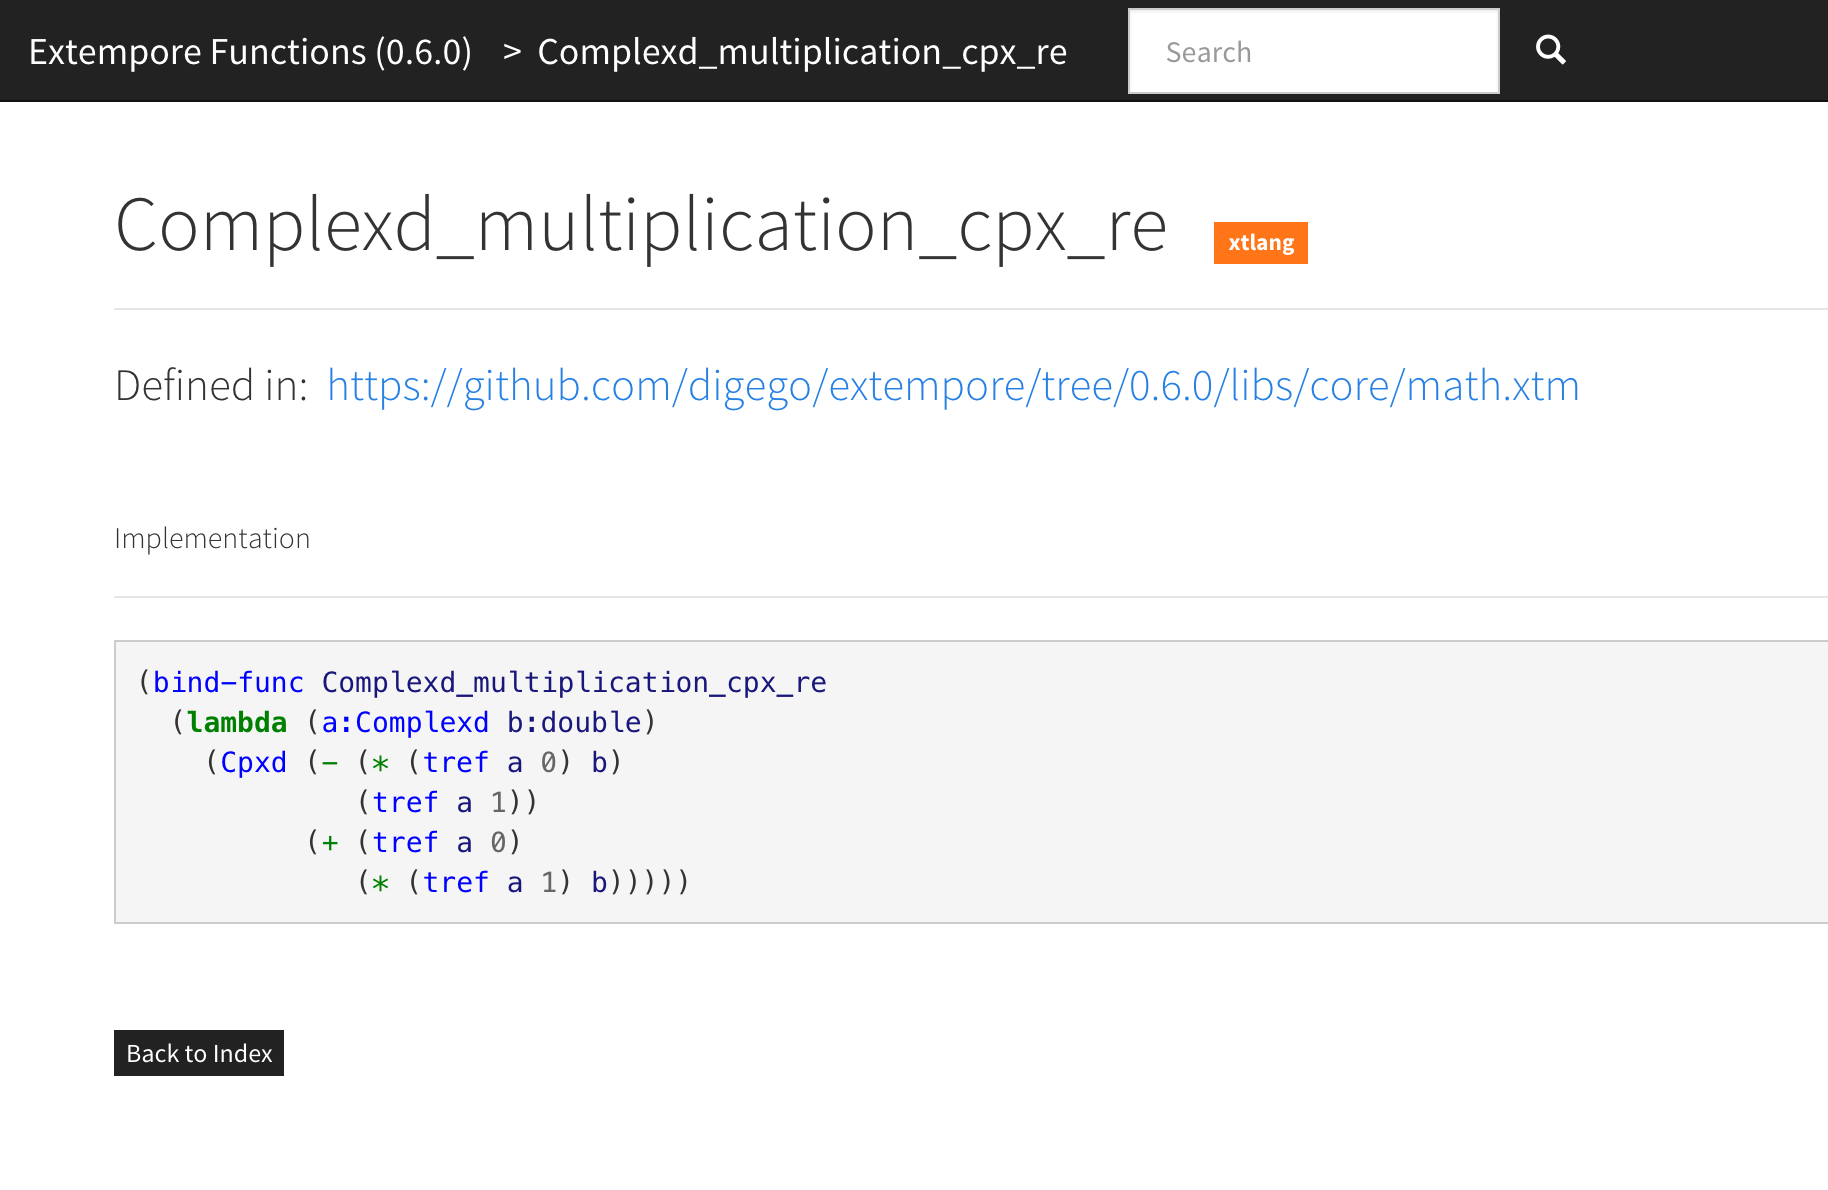 Extempore Functions (0.6.0) > Complexd_multiplication_cpx_re Search
Complexd_multiplication_cpx_re xtlang
Defined in: https://github.com/digego/extempore/tree/0.6.0/libs/core/math.xtm
Implementation
(bind-func Complexd_multiplication_cpx_re
  (lambda (a:Complexd b:double)
    (Cpxd (- (* (tref a 0) b)
             (tref a 1))
          (+ (tref a 0)
             (* (tref a 1) b)))))
Back to Index